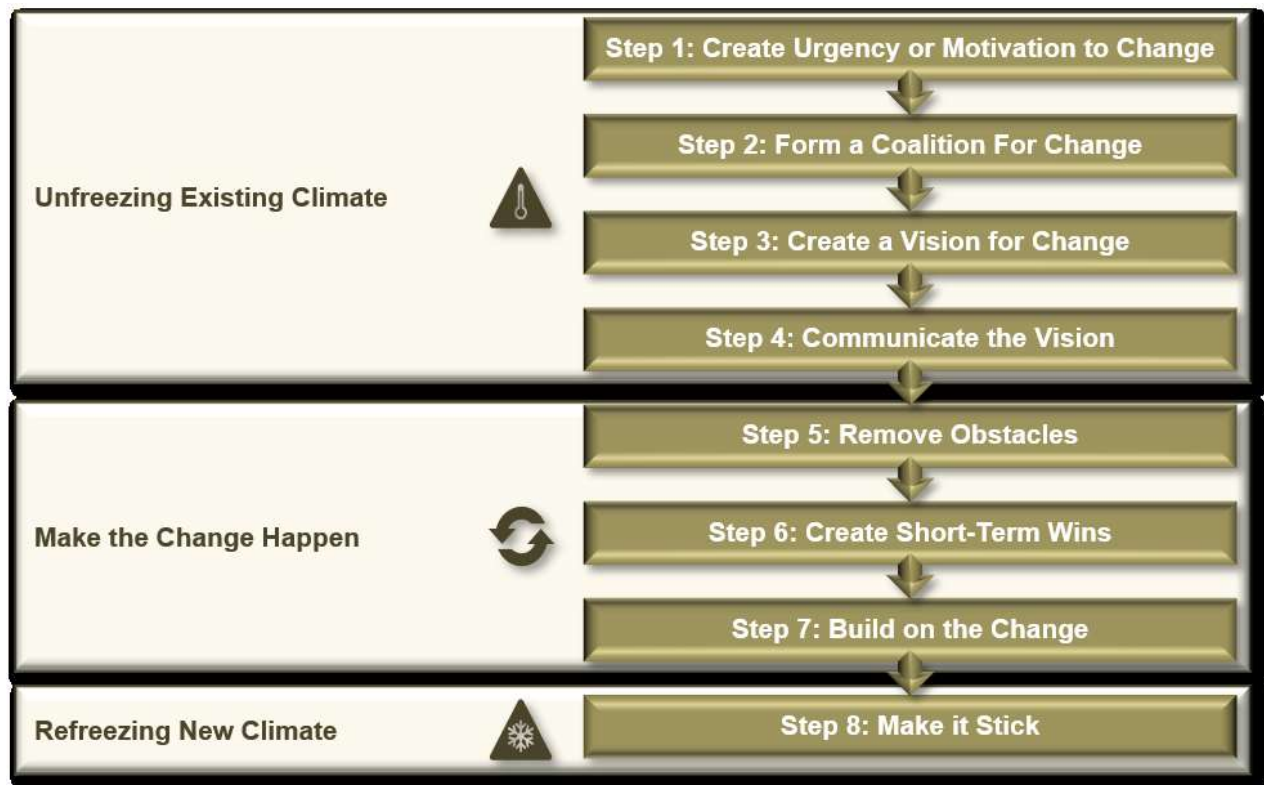 Unfreezing Existing Climate
Step 1: Create Urgency or Motivation to Change
Step 2: Form a Coalition For Change
Step 3: Create a Vision for Change
Step 4: Communicate the Vision
Make the Change Happen
Step 5: Remove Obstacles
Step 6: Create Short-Term Wins
Step 7: Build on the Change
Refreezing New Climate
Step 8: Make it Stick